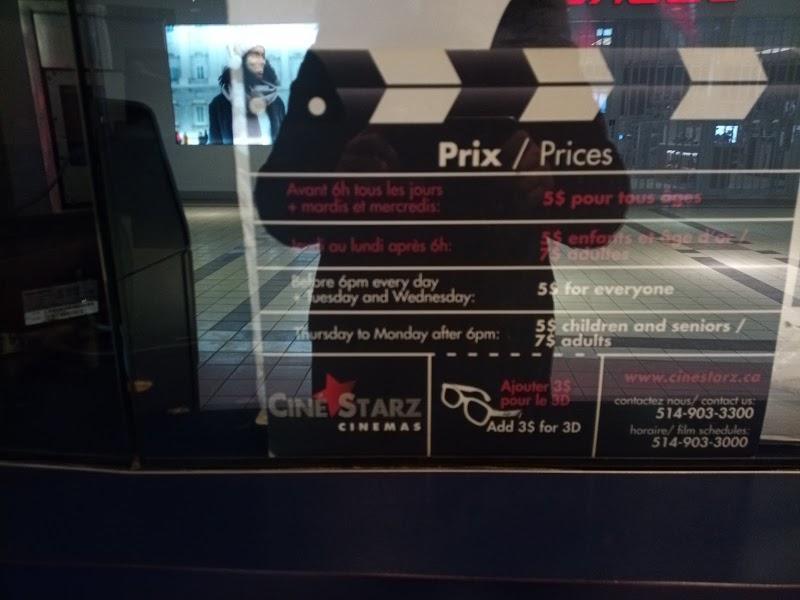 Prix / Prices
Avant 6h tous les jours
+ mardis et mercredis:
5$ pour tous âges
Jeudi au lundi après 6h:
5$ enfants et âge d'or /
7$ adultes
Before 6pm every day
+ Tuesday and Wednesday:
5$ for everyone
Thursday to Monday after 6pm:
5$ children and seniors /
7$ adults
CINÉ STARZ
CINEMAS
Ajouter 3$
pour le 3D
Add 3$ for 3D
www.cinestarz.ca
contactez nous/ contact us:
514-903-3300
horaire/ film schedules:
514-903-3000